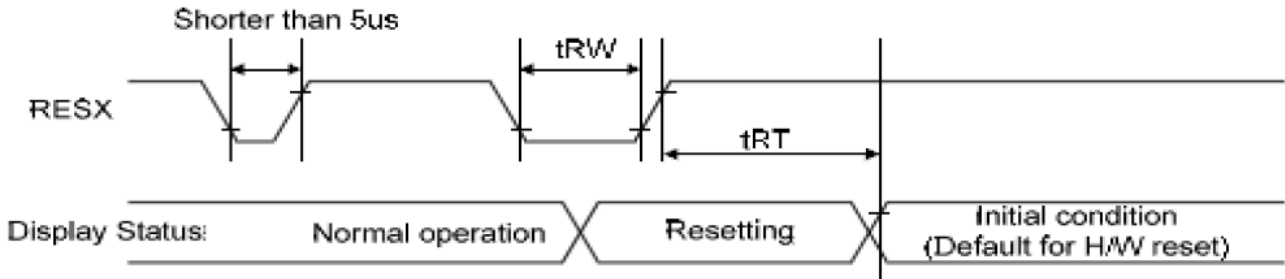 Shorter than 5us
tRW
RESX
tRT
Display Status:
Normal operation
Resetting
Initial condition
(Default for H/W reset)